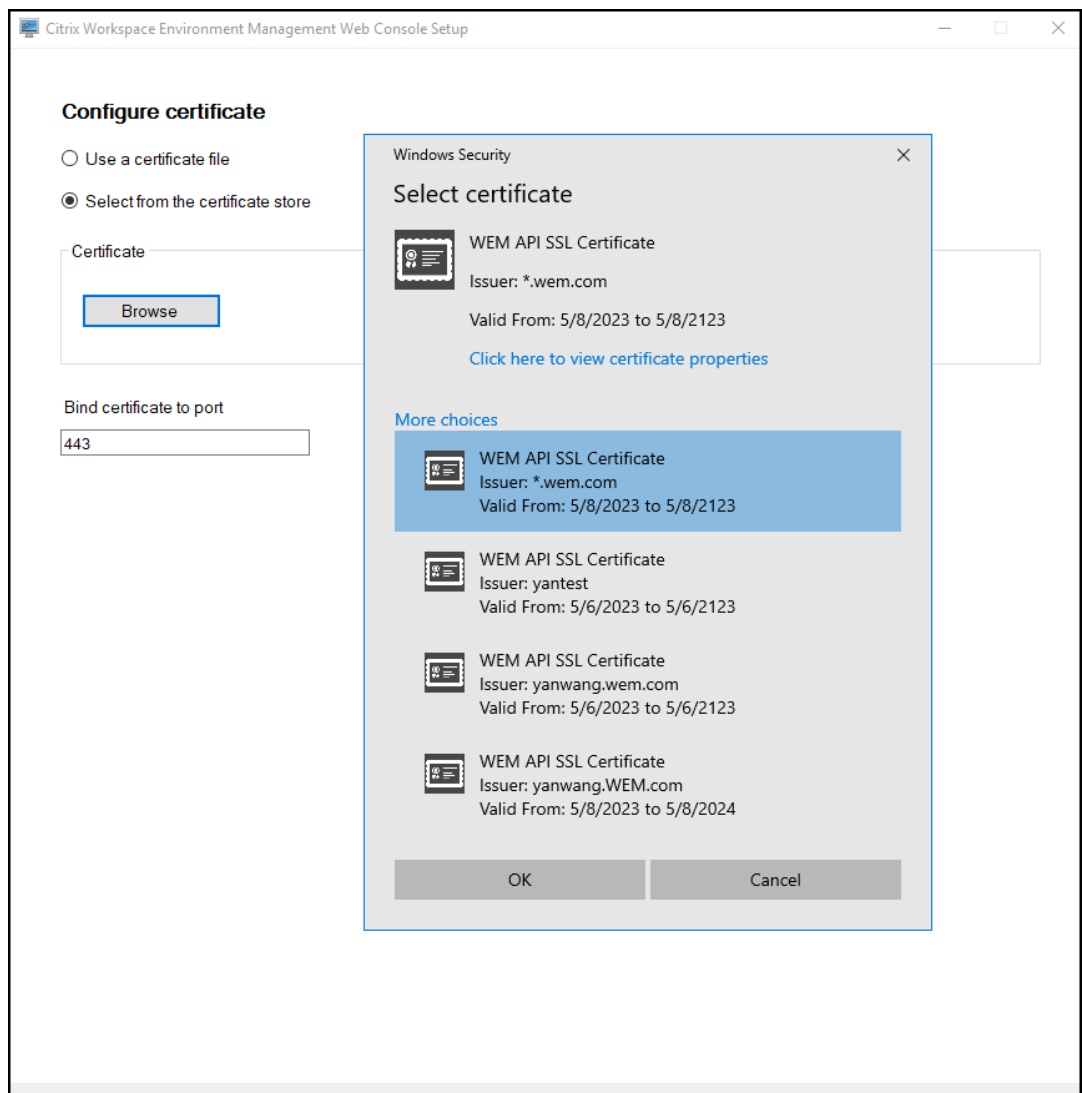 Citrix Workspace Environment Management Web Console Setup
Configure certificate
Use a certificate file
Select from the certificate store
Certificate
Browse
Bind certificate to port
443
Windows Security
Select certificate
WEM API SSL Certificate
Issuer: *.wem.com
Valid From: 5/8/2023 to 5/8/2123
Click here to view certificate properties
More choices
WEM API SSL Certificate
Issuer: *.wem.com
Valid From: 5/8/2023 to 5/8/2123
WEM API SSL Certificate
Issuer: yantest
Valid From: 5/6/2023 to 5/6/2123
WEM API SSL Certificate
Issuer: yanwang.wem.com
Valid From: 5/6/2023 to 5/6/2123
WEM API SSL Certificate
Issuer: yanwang.WEM.com
Valid From: 5/8/2023 to 5/8/2024
OK
Cancel